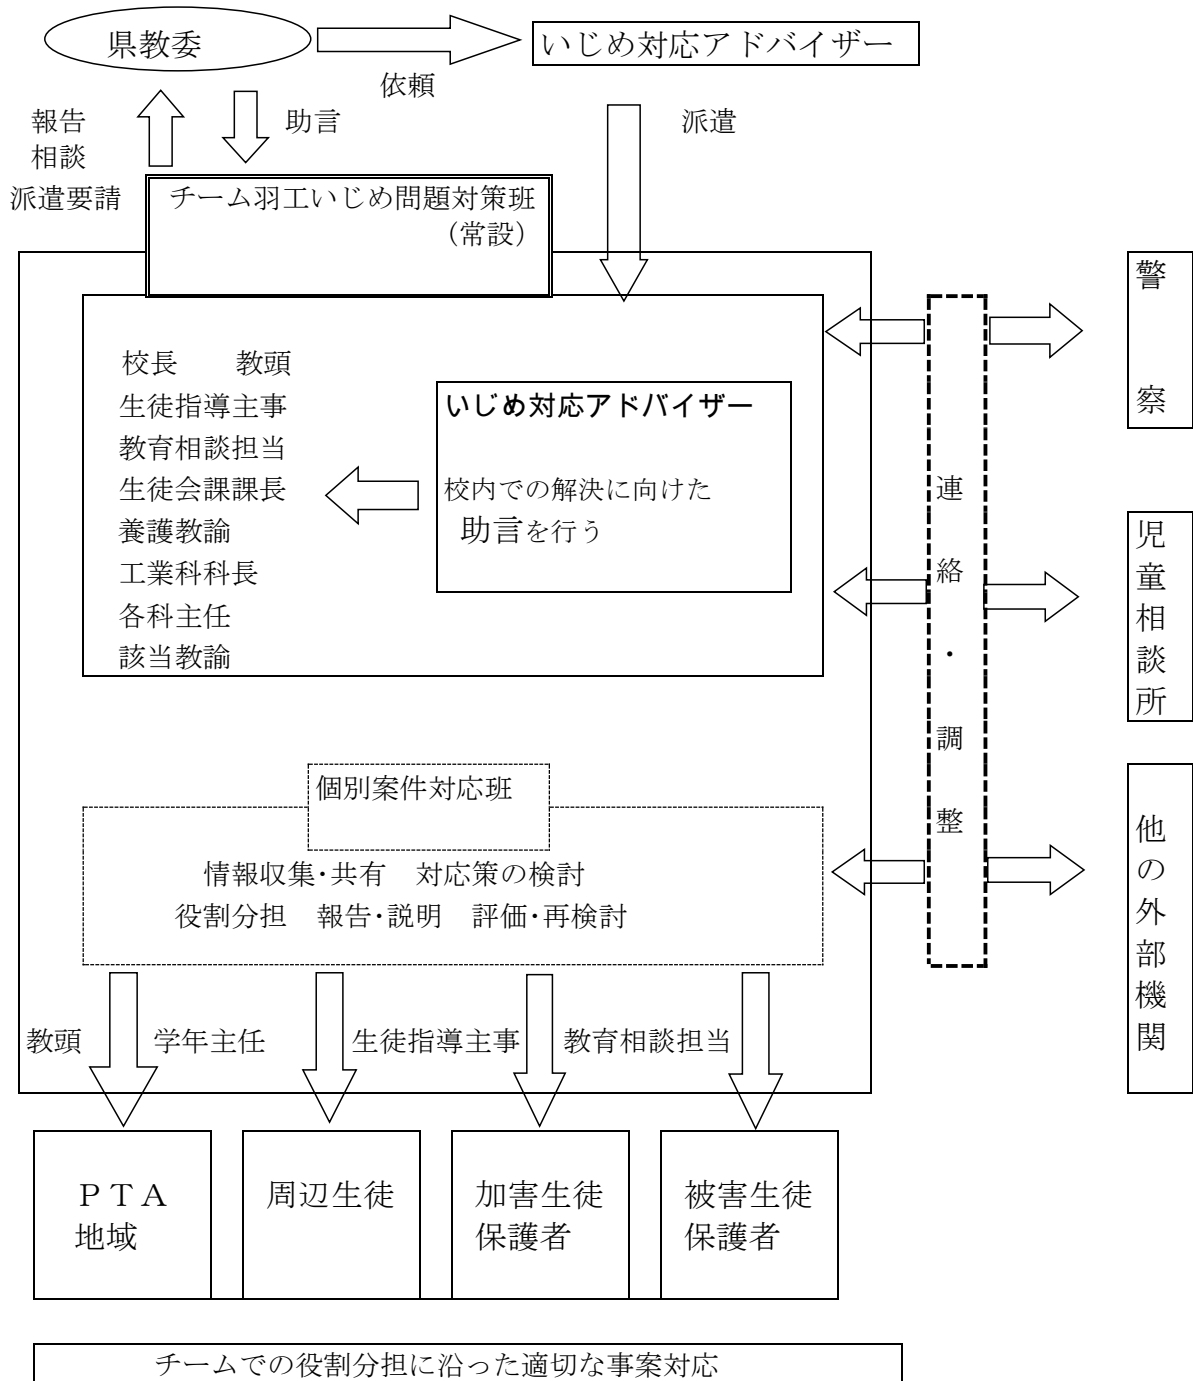 県教委
いじめ対応アドバイザー
依頼
報告
相談
派遣要請
助言
派遣
チーム羽工いじめ問題対策班
（常設）
校長　　教頭
生徒指導主事
教育相談担当
生徒会課課長
養護教諭
工業科科長
各科主任
該当教諭
いじめ対応アドバイザー
校内での解決に向けた
助言を行う
連絡・調整
警察
児童相談所
他の外部機関
個別案件対応班
情報収集･共有　対応策の検討
役割分担　報告･説明　評価･再検討
教頭
学年主任
生徒指導主事
教育相談担当
ＰＴＡ
地域
周辺生徒
加害生徒
保護者
被害生徒
保護者
チームでの役割分担に沿った適切な事案対応